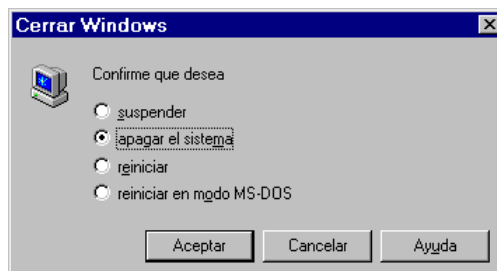 Cerrar Windows
Confirme que desea
suspender
apagar el sistema
reiniciar
reiniciar en modo MS-DOS
Aceptar Cancelar Ayuda